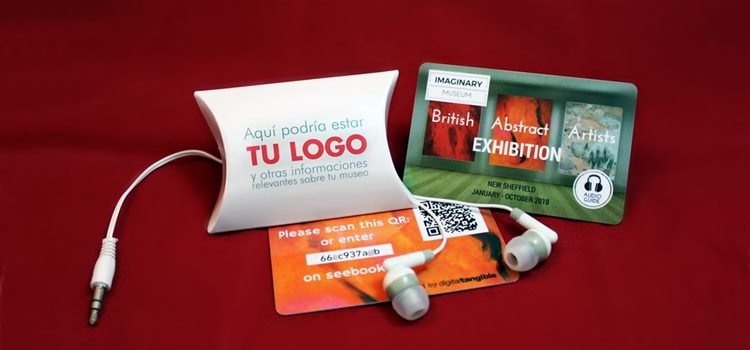 Aquí podría estar
TU LOGO
y otras informaciones
relevantes sobre tu museo
IMAGINARY
MUSEUM
British
Abstract
Artists
EXHIBITION
NEW SHEFFIELD
JANUARY - OCTOBER 2018
AUDIO
GUIDE
Please scan this QR:
or enter
on seebook
by digitaltangible